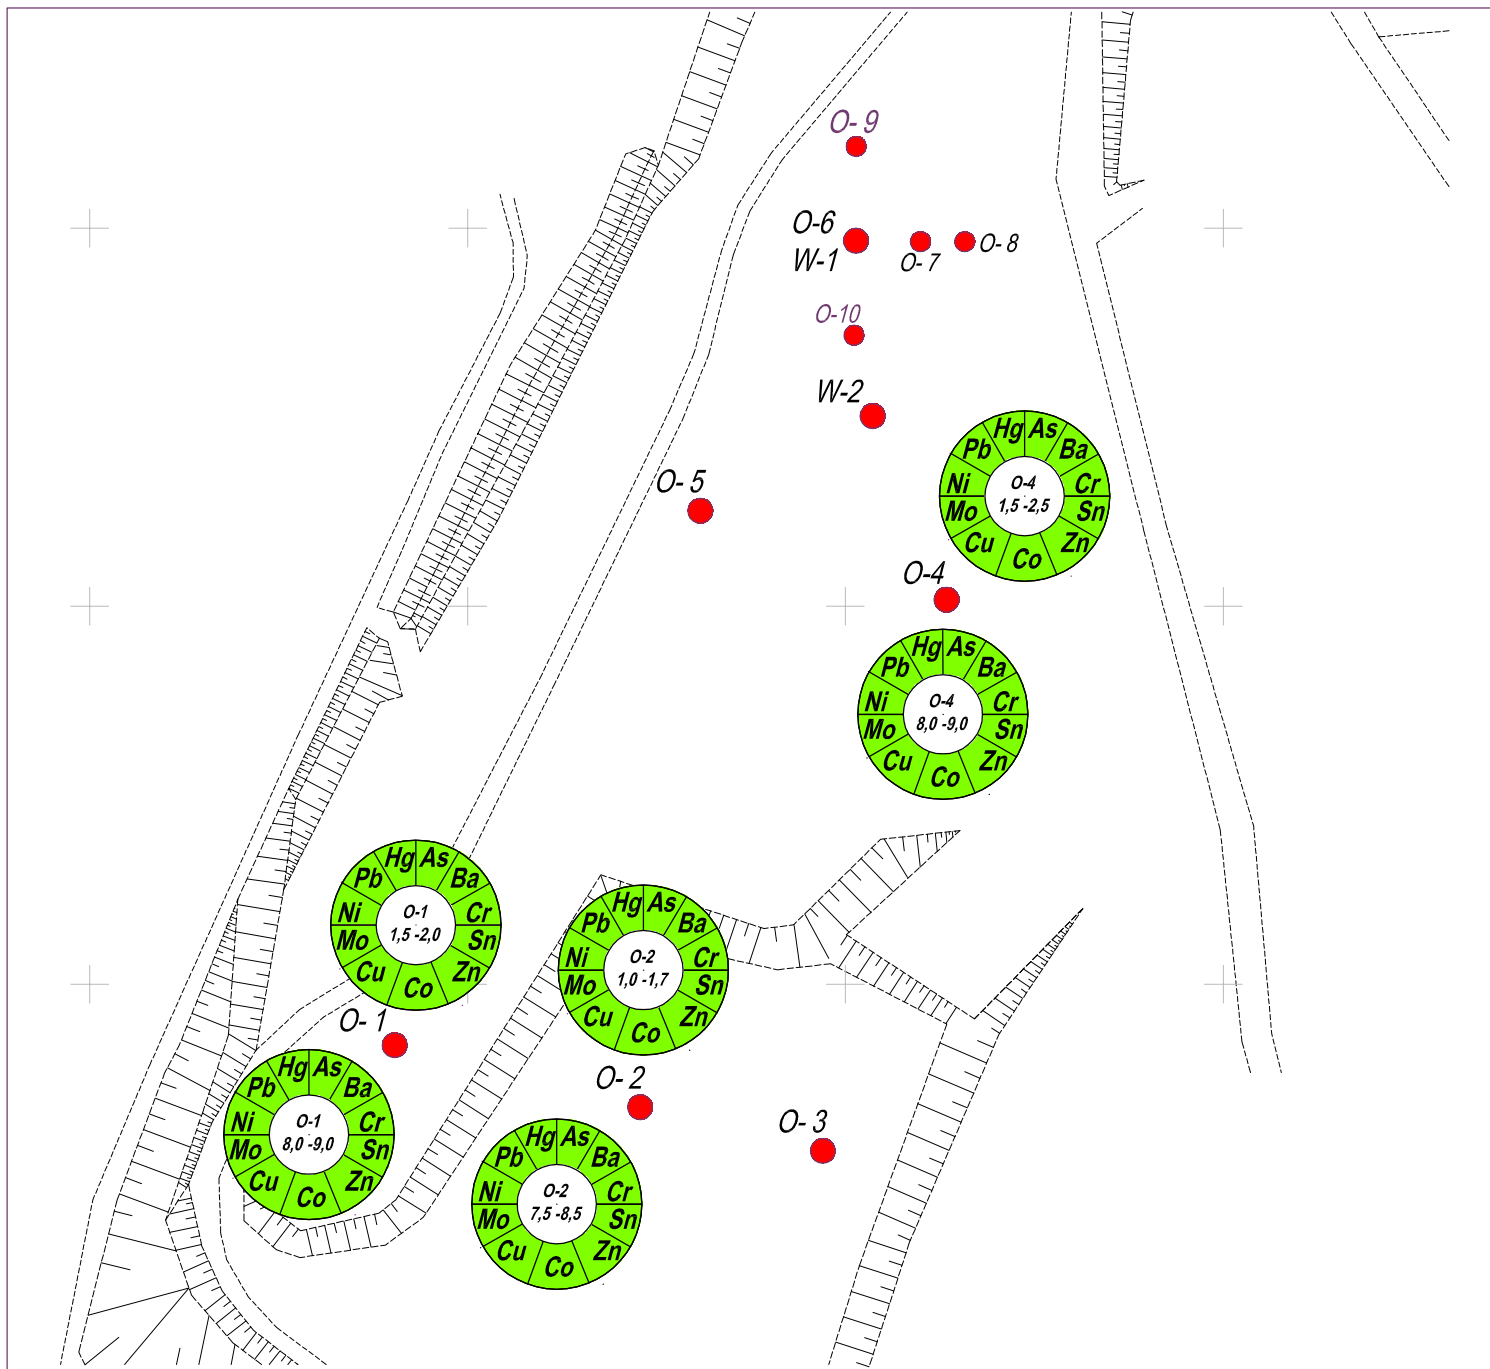 O- 9
O-6
W-1
O-7
O- 8
O-10
W-2
O- 5
Hg As
Pb Ba
Ni Cr
O-4
1,5 -2,5
Mo Sn
Cu Zn
Co
O-4
Hg As
Pb Ba
Ni Cr
O-4
8,0 -9,0
Mo Sn
Cu Zn
Co
Hg As
Pb Ba
Ni Cr
O-1
1,5 -2,0
Mo Sn
Cu Zn
Co
O- 1
Hg As
Pb Ba
Ni Cr
O-2
1,0 -1,7
Mo Sn
Cu Zn
Co
O- 2
Hg As
Pb Ba
Ni Cr
O-1
8,0 -9,0
Mo Sn
Cu Zn
Co
O- 3
Hg As
Pb Ba
Ni Cr
O-2
7,5 -8,5
Mo Sn
Cu Zn
Co